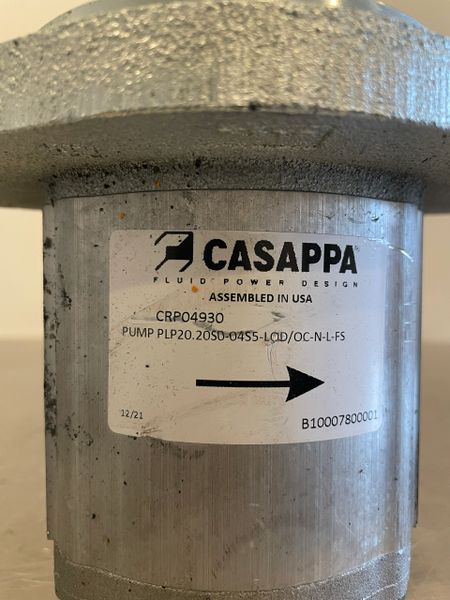 CASAPPA
FLUID POWER DESIGN
ASSEMBLED IN USA
CRP04930
PUMP PLP20.20S0-04S5-LOD/OC-N-L-FS
12/21
B10007800001